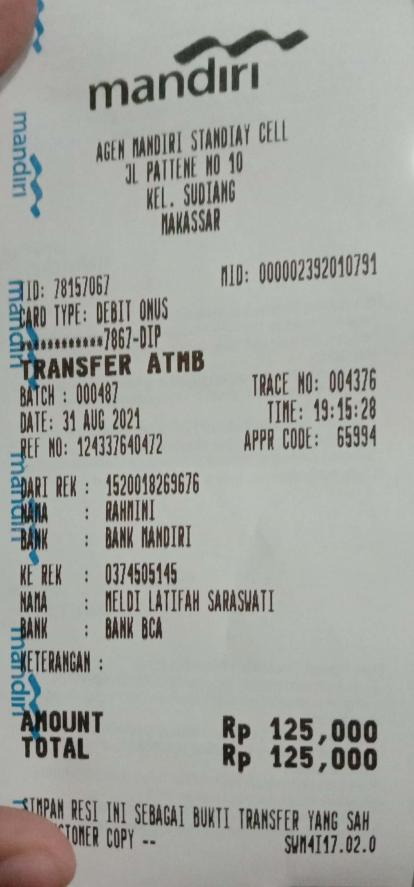 mandiri
AGEN MANDIRI STANDIAY CELL
JL PATTENE NO 10
KEL. SUDIANG
MAKASSAR
TID: 78157067 MID: 000002392010791
CARD TYPE: DEBIT ONUS
************7867-DIP
TRANSFER ATMB
BATCH : 000487 TRACE NO: 004376
DATE: 31 AUG 2021 TIME: 19:15:28
REF NO: 124337640472 APPR CODE: 65994
DARI REK : 1520018269676
NAMA : RAHMINI
BANK : BANK MANDIRI
KE REK : 0374505145
NAMA : MELDI LATIFAH SARASWATI
BANK : BANK BCA
KETERANGAN :
AMOUNT Rp 125,000
TOTAL Rp 125,000
SIMPAN RESI INI SEBAGAI BUKTI TRANSFER YANG SAH
COPY -- SWM4I17.02.0
mandiri
mandiri
mandiri
mandiri